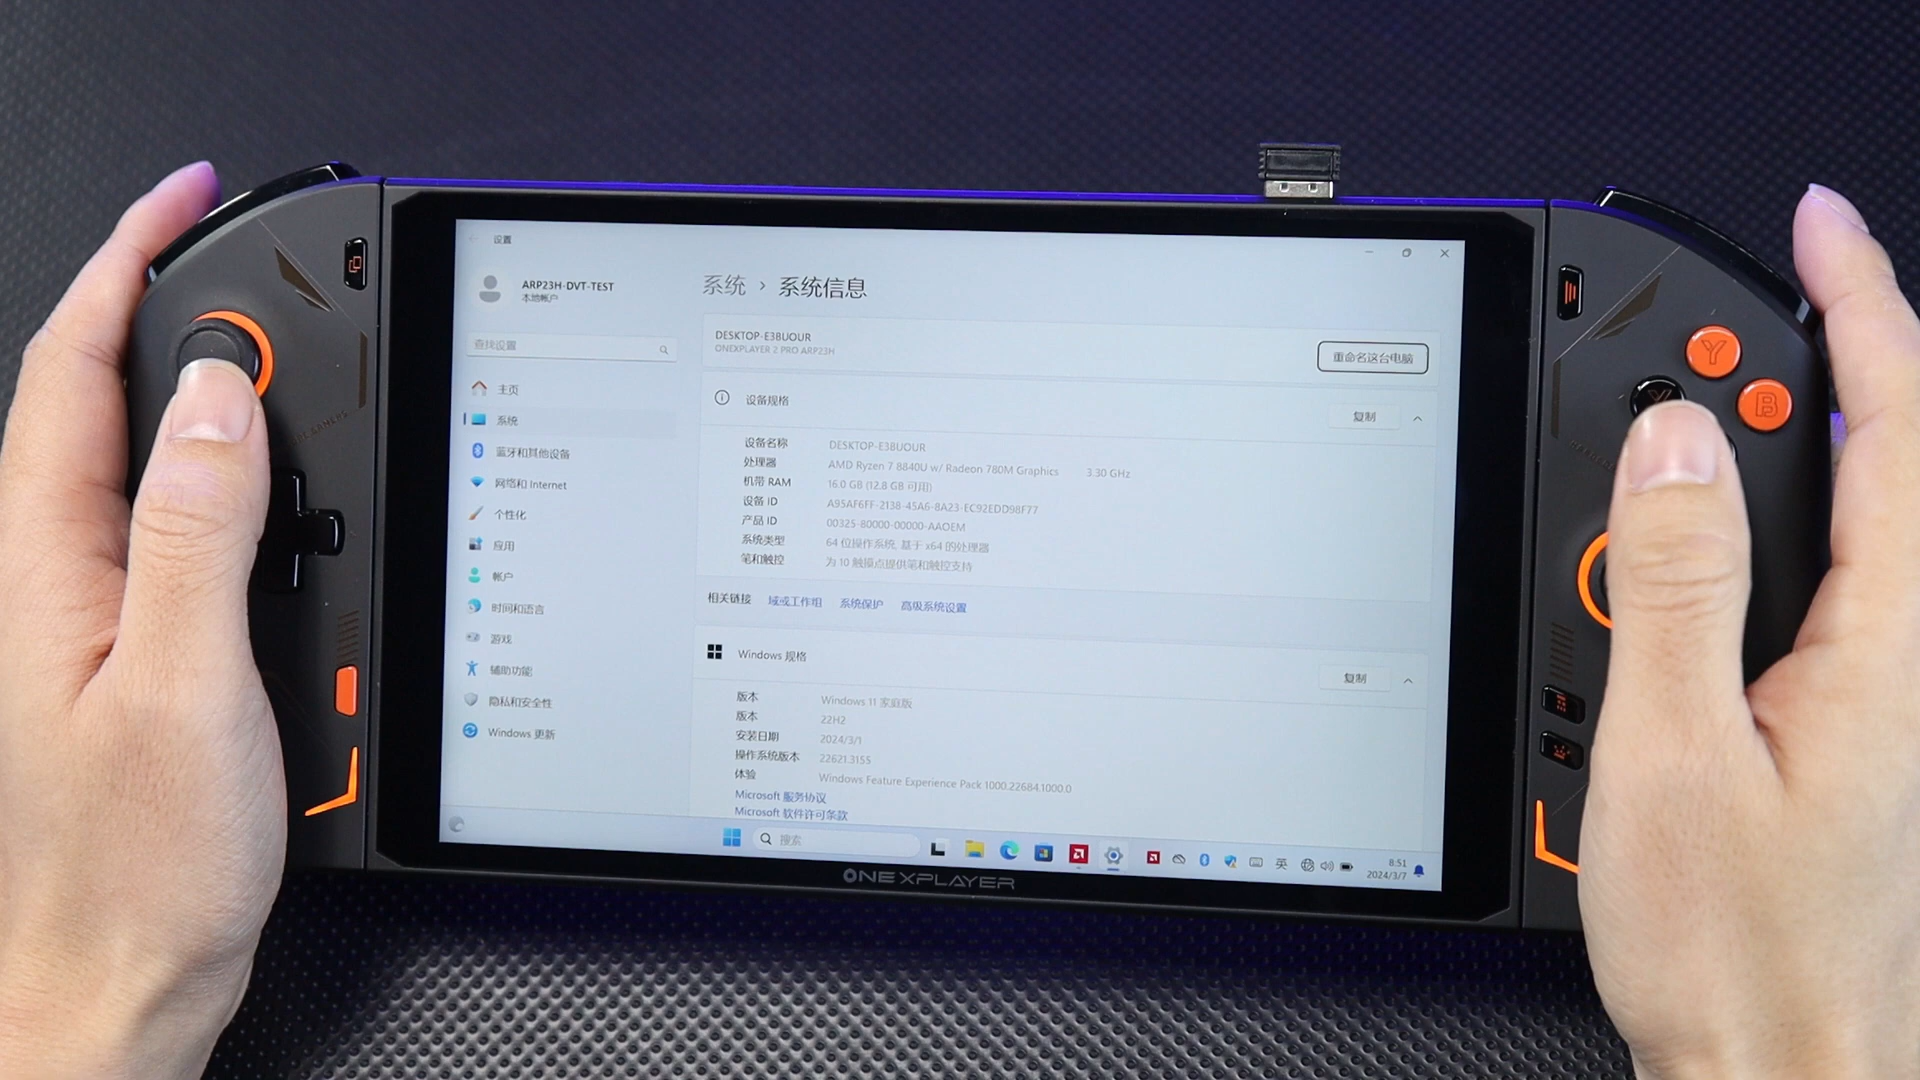 设置
ARP23H-DVT-TEST
本地帐户
查找设置
主页
系统
蓝牙和其他设备
网络和 Internet
个性化
应用
帐户
时间和语言
游戏
辅助功能
隐私和安全性
Windows 更新
系统 › 系统信息
DESKTOP-E3BUOUR
ONEXPLAYER 2 PRO ARP23H
重命名这台电脑
设备规格
复制
设备名称 DESKTOP-E3BUOUR
处理器 AMD Ryzen 7 8840U w/ Radeon 780M Graphics 3.30 GHz
机带 RAM 16.0 GB (12.8 GB 可用)
设备 ID A95AF6FF-2138-45A6-8A23-EC92EDD98F77
产品 ID 00325-80000-00000-AAOEM
系统类型 64 位操作系统, 基于 x64 的处理器
笔和触控 为 10 触摸点提供笔和触控支持
相关链接 域或工作组 系统保护 高级系统设置
Windows 规格
复制
版本 Windows 11 家庭版
版本 22H2
安装日期 2024/3/1
操作系统版本 22621.3155
体验 Windows Feature Experience Pack 1000.22684.1000.0
Microsoft 服务协议
Microsoft 软件许可条款
搜索
英
8:51
2024/3/7
ONEXPLAYER
Y
B